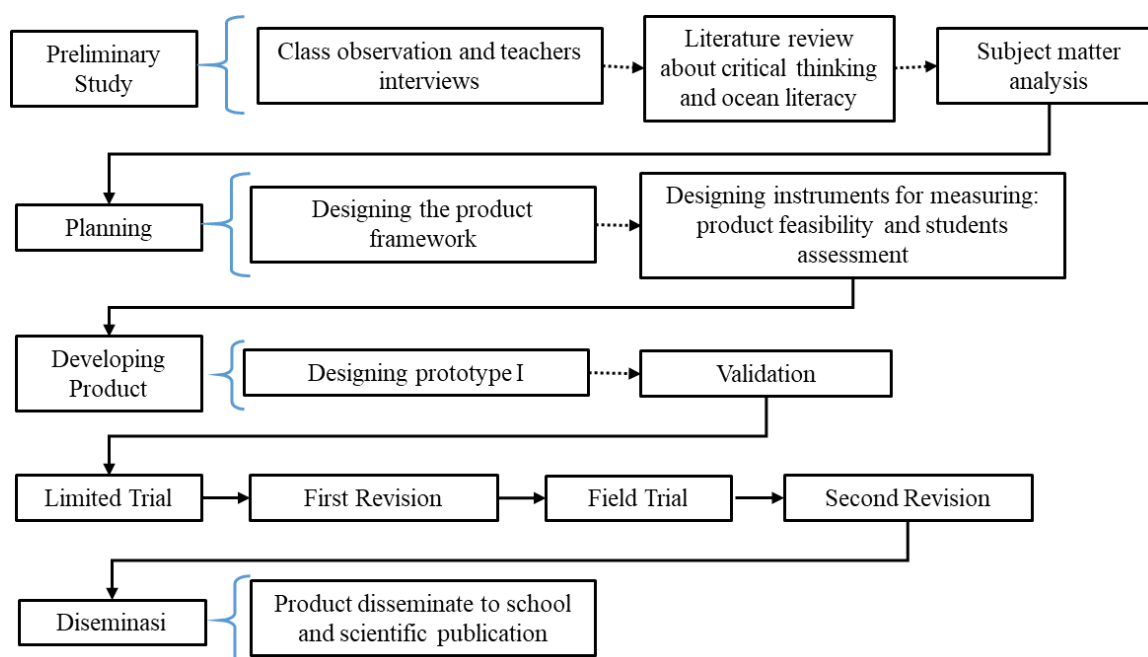 Preliminary
Study
Class observation and teachers
interviews
Literature review
about critical thinking
and ocean literacy
Subject matter
analysis
Planning
Designing the product
framework
Designing instruments for measuring:
product feasibility and students
assessment
Developing
Product
Designing prototype I
Validation
Limited Trial
First Revision
Field Trial
Second Revision
Diseminasi
Product disseminate to school
and scientific publication